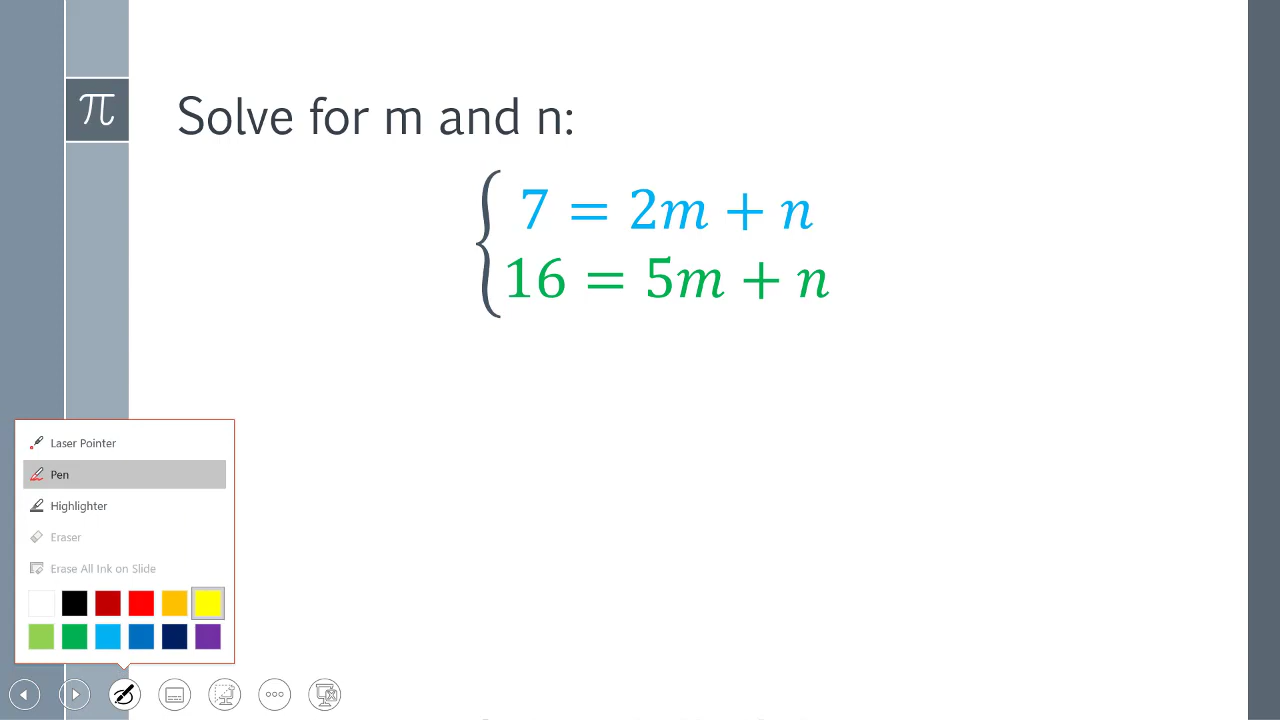 π
Solve for m and n:
7 = 2m + n
16 = 5m + n
Laser Pointer
Pen
Highlighter
Eraser
Erase All Ink on Slide